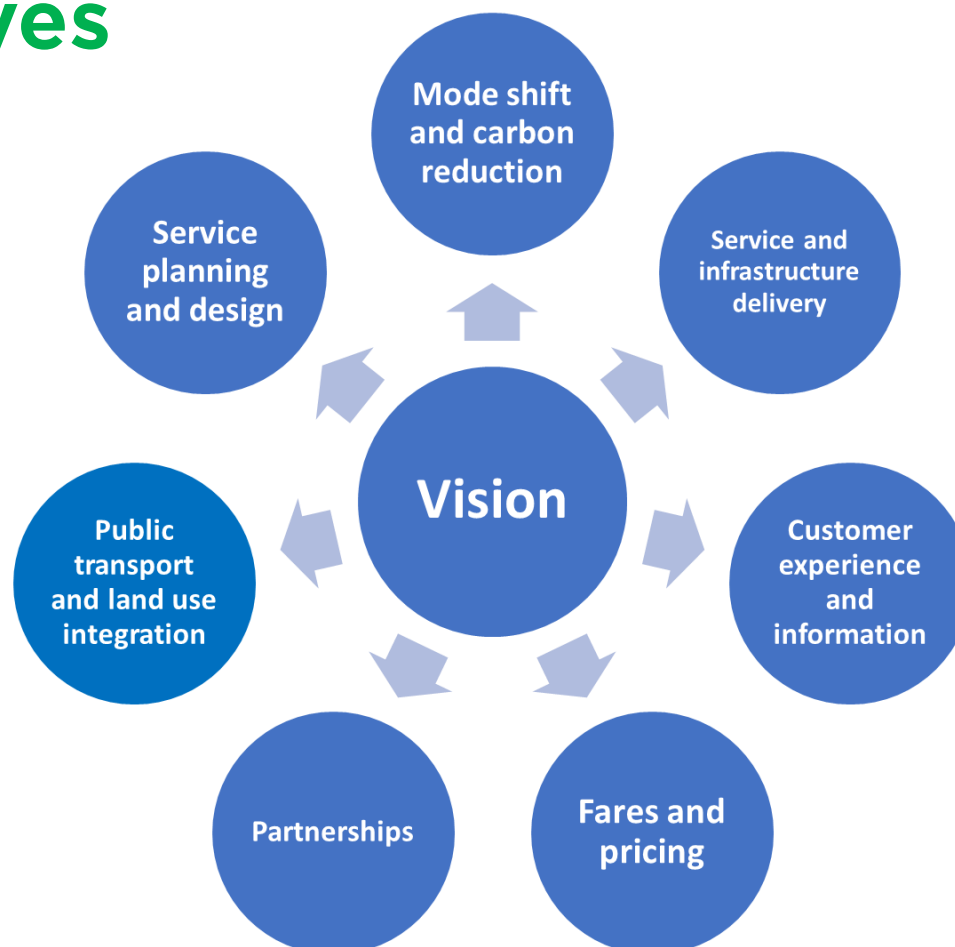 ves
Mode shift
and carbon
reduction
Service and
infrastructure
delivery
Customer
experience
and
information
Fares and
pricing
Partnerships
Public
transport
and land use
integration
Service
planning
and design
Vision